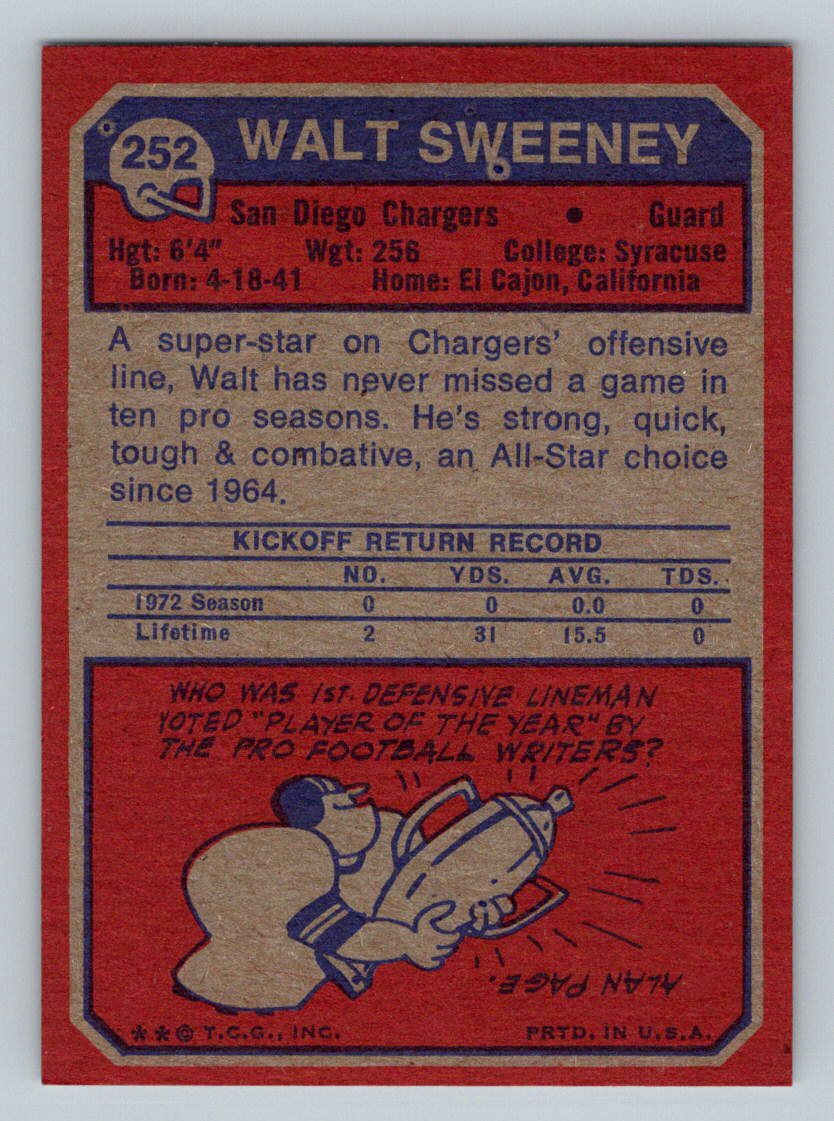 252
WALT SWEENEY
San Diego Chargers • Guard
Hgt: 6'4" Wgt: 256 College: Syracuse
Born: 4-18-41 Home: El Cajon, California
A super-star on Chargers' offensive
line, Walt has never missed a game in
ten pro seasons. He's strong, quick,
tough & combative, an All-Star choice
since 1964.
KICKOFF RETURN RECORD
NO. YDS. AVG. TDS.
1972 Season 0 0 0.0 0
Lifetime 2 31 15.5 0
WHO WAS 1ST. DEFENSIVE LINEMAN
VOTED "PLAYER OF THE YEAR" BY
THE PRO FOOTBALL WRITERS?
ALAN PAGE.
**© T.C.G., INC. PRTD. IN U.S.A.